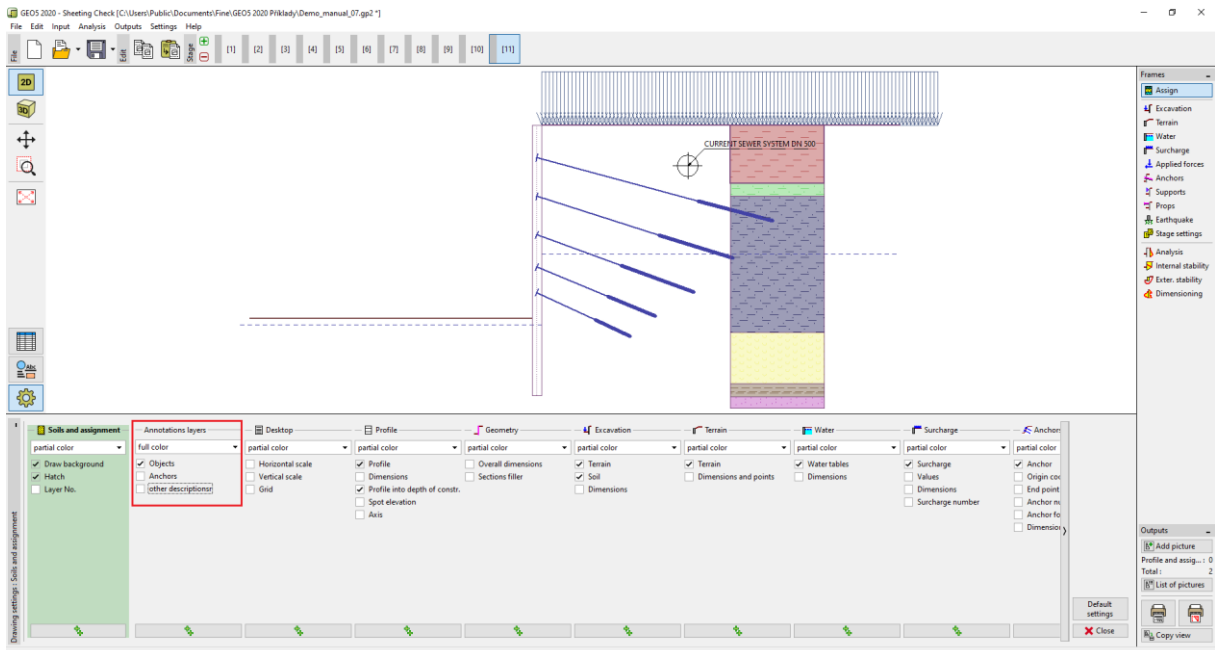 GEO5 2020 - Sheeting Check [C:\Users\Public\Documents\Fine\GEO5 2020 Příklady\Demo_manual_07.gp2 *]
File Edit Input Analysis Outputs Settings Help
File
Edit
Stage
[1] [2] [3] [4] [5] [6] [7] [8] [9] [10] [11]
2D
3D
Abc
CURRENT SEWER SYSTEM DN 500
Frames
Assign
Excavation
Terrain
Water
Surcharge
Applied forces
Anchors
Supports
Props
Earthquake
Stage settings
Analysis
Internal stability
Exter. stability
Dimensioning
Drawing settings : Soils and assignment
Soils and assignment
partial color
Draw background
Hatch
Layer No.
Annotations layers
full color
Objects
Anchors
other descriptionsr
Desktop
partial color
Horizontal scale
Vertical scale
Grid
Profile
partial color
Profile
Dimensions
Profile into depth of constr.
Spot elevation
Axis
Geometry
partial color
Overall dimensions
Sections filler
Excavation
partial color
Terrain
Soil
Dimensions
Terrain
partial color
Terrain
Dimensions and points
Water
partial color
Water tables
Dimensions
Surcharge
partial color
Surcharge
Values
Dimensions
Surcharge number
Anchors
partial color
Anchor
Origin coo
End point
Anchor nu
Anchor fo
Dimension
Default
settings
Close
Outputs
Add picture
Profile and assig... : 0
Total : 2
List of pictures
Copy view